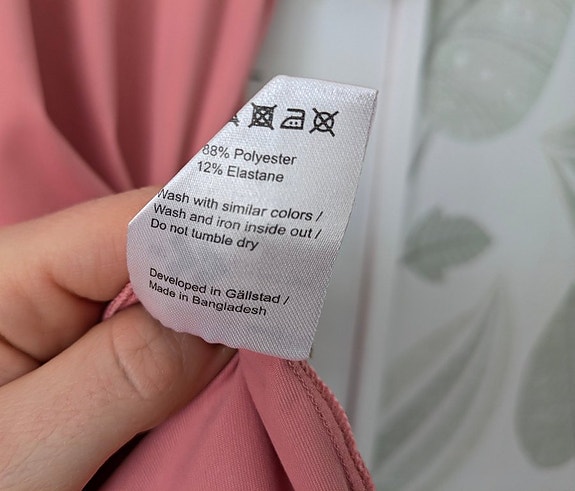 88% Polyester
12% Elastane
Wash with similar colors /
Wash and iron inside out /
Do not tumble dry
Developed in Gällstad /
Made in Bangladesh